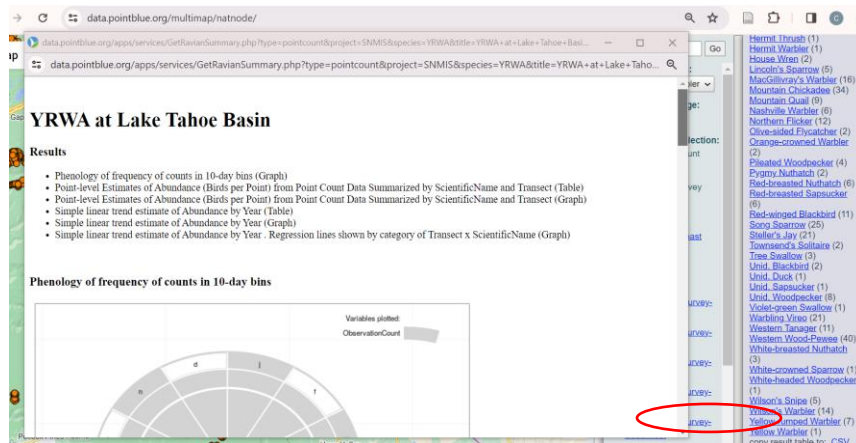 data.pointblue.org/multimap/natnode/
data.pointblue.org/apps/services/GetRavianSummary.php?type=pointcount&project=SNMIS&species=YRWA&title=YRWA+at+Lake+Tahoe+Basi...
data.pointblue.org/apps/services/GetRavianSummary.php?type=pointcount&project=SNMIS&species=YRWA&title=YRWA+at+Lake+Taho...
YRWA at Lake Tahoe Basin
Results
Phenology of frequency of counts in 10-day bins (Graph)
Point-level Estimates of Abundance (Birds per Point) from Point Count Data Summarized by ScientificName and Transect (Table)
Point-level Estimates of Abundance (Birds per Point) from Point Count Data Summarized by ScientificName and Transect (Graph)
Simple linear trend estimate of Abundance by Year (Table)
Simple linear trend estimate of Abundance by Year (Graph)
Simple linear trend estimate of Abundance by Year . Regression lines shown by category of Transect x ScientificName (Graph)
Phenology of frequency of counts in 10-day bins
Variables plotted:
ObservationCount
n
d
j
f
Go
Hermit Thrush (1)
Hermit Warbler (1)
House Wren (2)
Lincoln's Sparrow (5)
MacGillivray's Warbler (16)
Mountain Chickadee (34)
Mountain Quail (9)
Nashville Warbler (6)
Northern Flicker (12)
Olive-sided Flycatcher (2)
Orange-crowned Warbler
(2)
Pileated Woodpecker (4)
Pygmy Nuthatch (2)
Red-breasted Nuthatch (6)
Red-breasted Sapsucker
(6)
Red-winged Blackbird (11)
Song Sparrow (25)
Steller's Jay (21)
Townsend's Solitaire (2)
Tree Swallow (3)
Unid. Blackbird (2)
Unid. Duck (1)
Unid. Sapsucker (1)
Unid. Woodpecker (8)
Violet-green Swallow (1)
Warbling Vireo (21)
Western Tanager (11)
Western Wood-Pewee (40)
White-breasted Nuthatch
(3)
White-crowned Sparrow (1)
White-headed Woodpecker
(1)
Wilson's Snipe (5)
Wilson's Warbler (14)
Yellow-rumped Warbler (7)
Yellow Warbler (1)
copy result table to: CSV